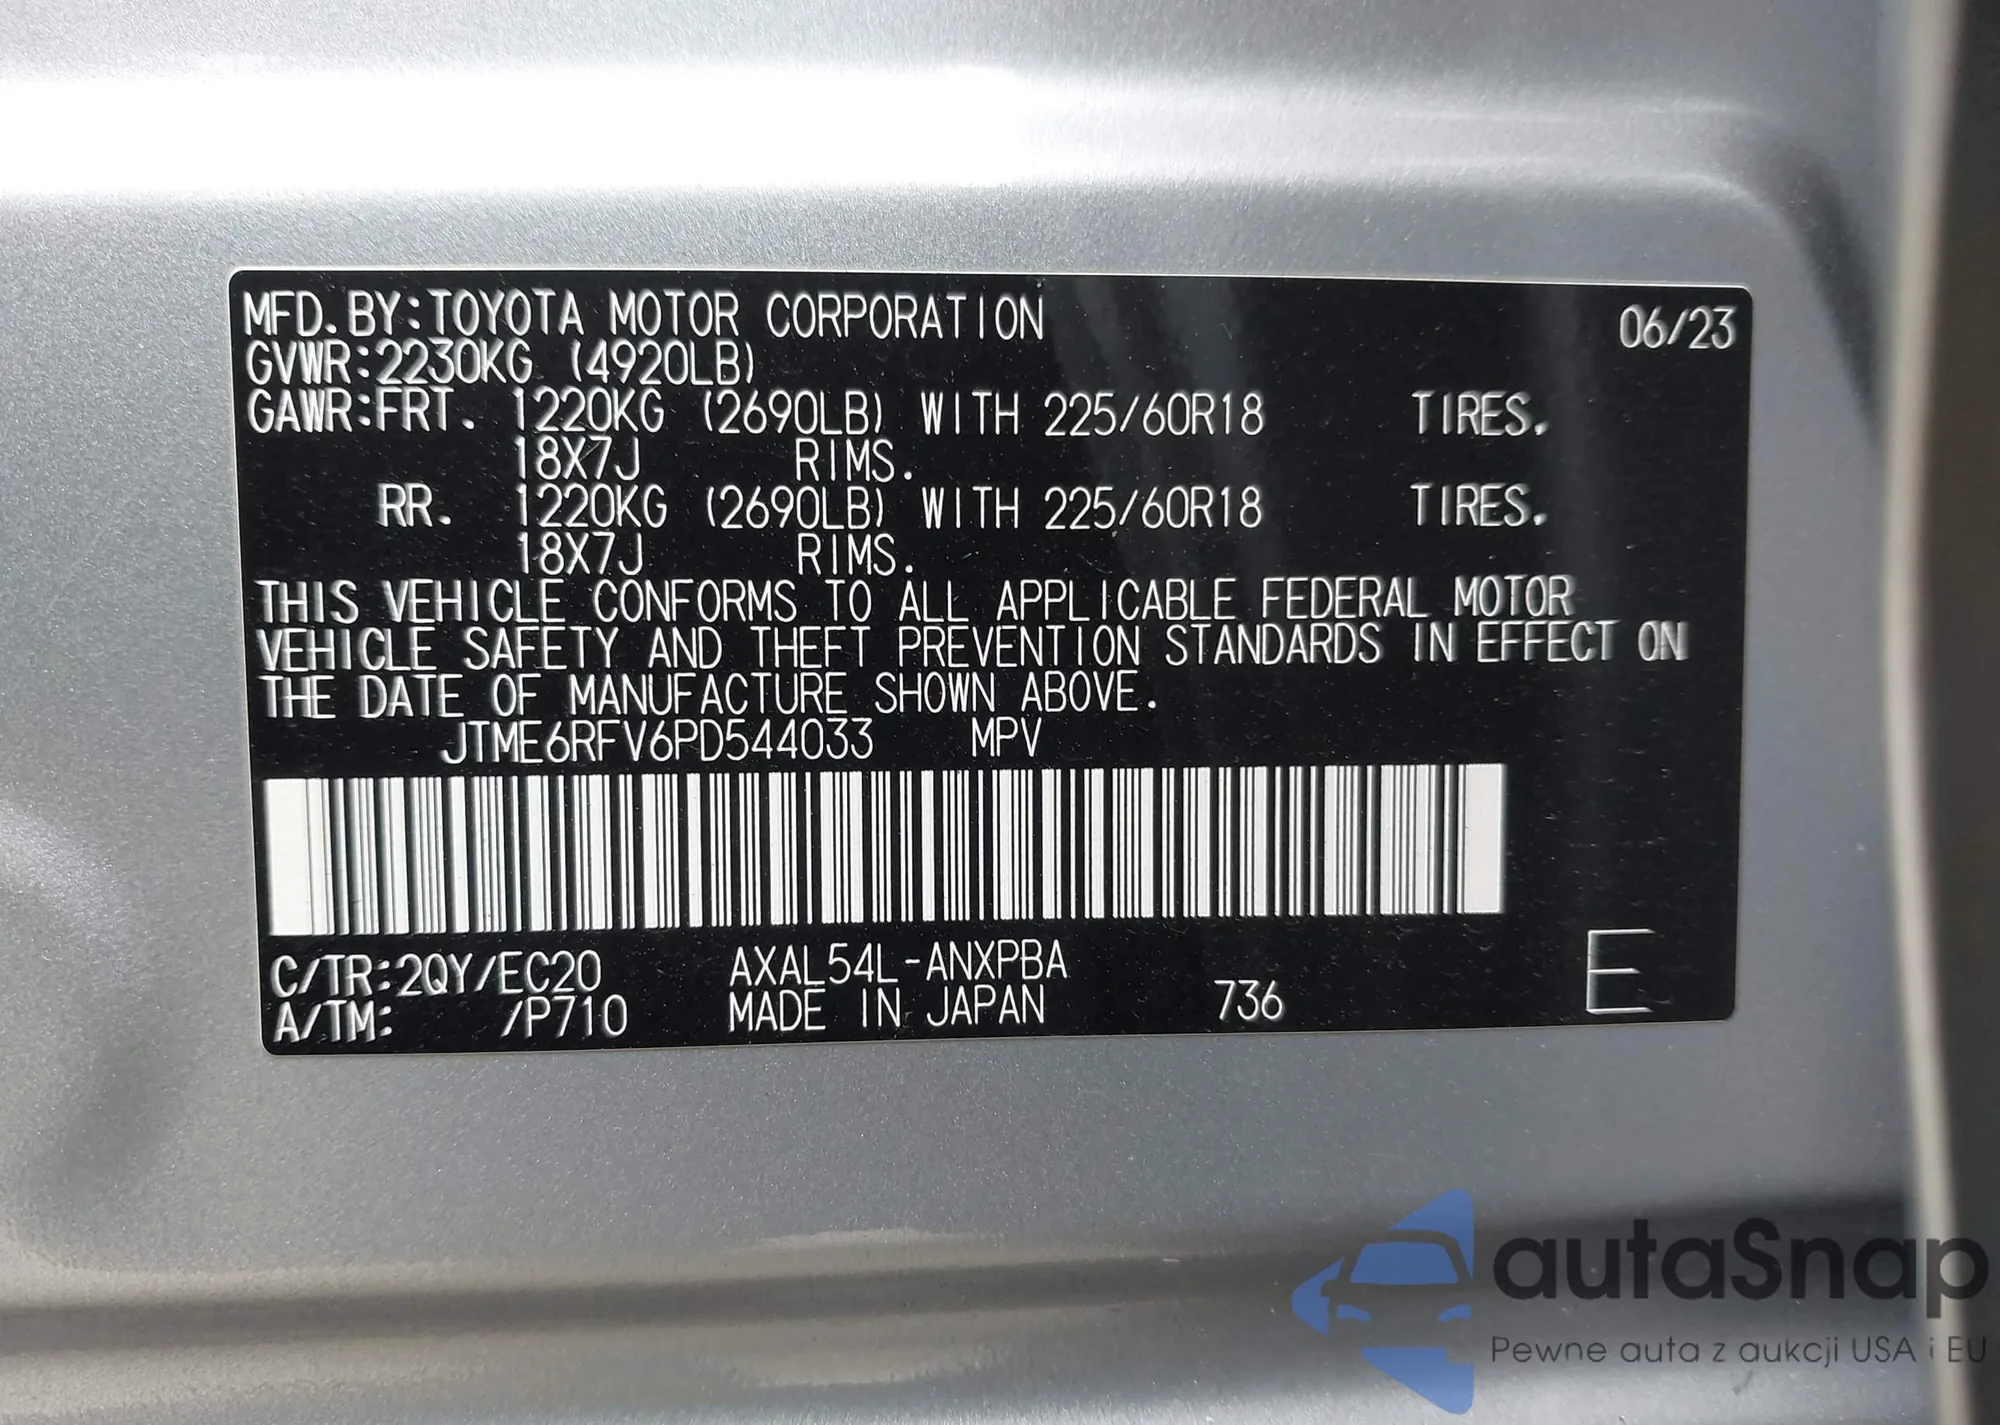 MFD. BY:TOYOTA MOTOR CORPORATION 06/23
GVWR:2230KG (4920LB)
GAWR:FRT. 1220KG (2690LB) WITH 225/60R18 TIRES.
18X7J RIMS.
RR. 1220KG (2690LB) WITH 225/60R18 TIRES.
18X7J RIMS.
THIS VEHICLE CONFORMS TO ALL APPLICABLE FEDERAL MOTOR
VEHICLE SAFETY AND THEFT PREVENTION STANDARDS IN EFFECT ON
THE DATE OF MANUFACTURE SHOWN ABOVE.
JTME6RFV6PD544033 MPV
C/TR:2QY/EC20 AXAL54L-ANXPBA
A/TM: /P710 MADE IN JAPAN 736 E
autaSnap
Pewne auta z aukcji USA i EU